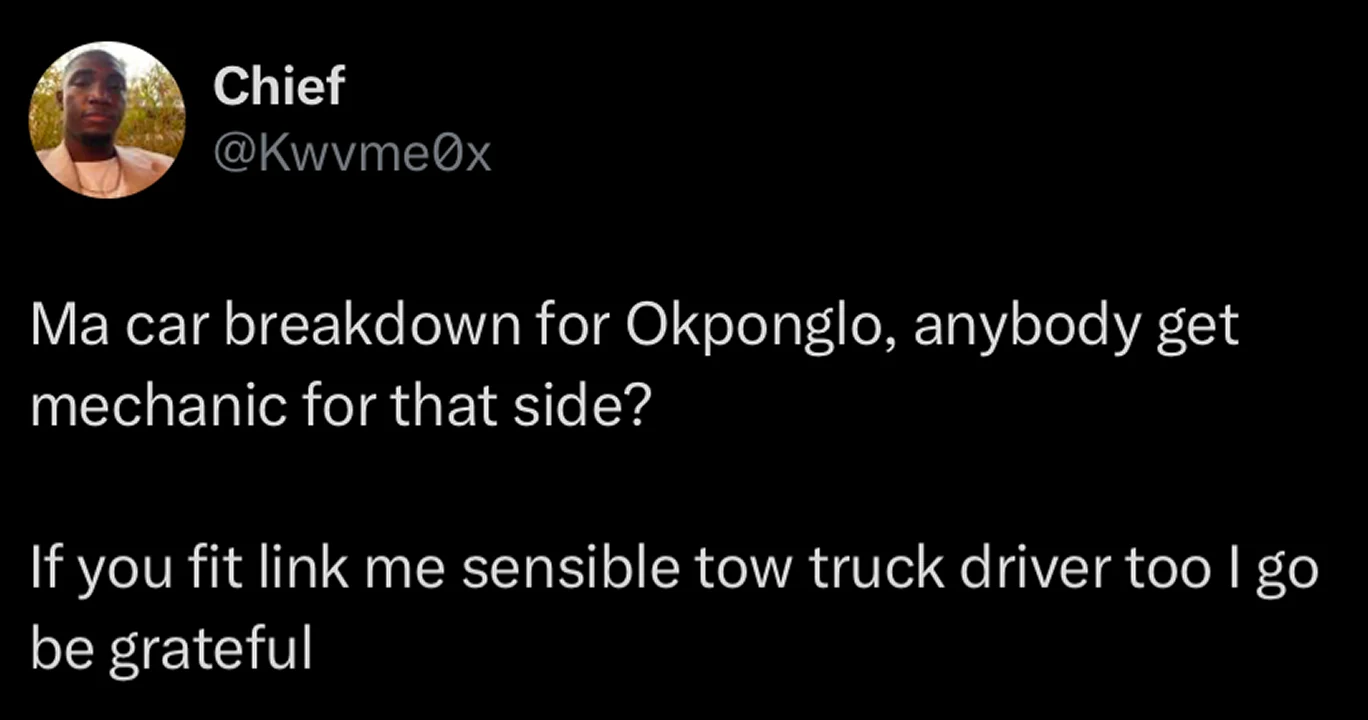 Chief
@Kwvme0x
Ma car breakdown for Okponglo, anybody get
mechanic for that side?
If you fit link me sensible tow truck driver too I go
be grateful